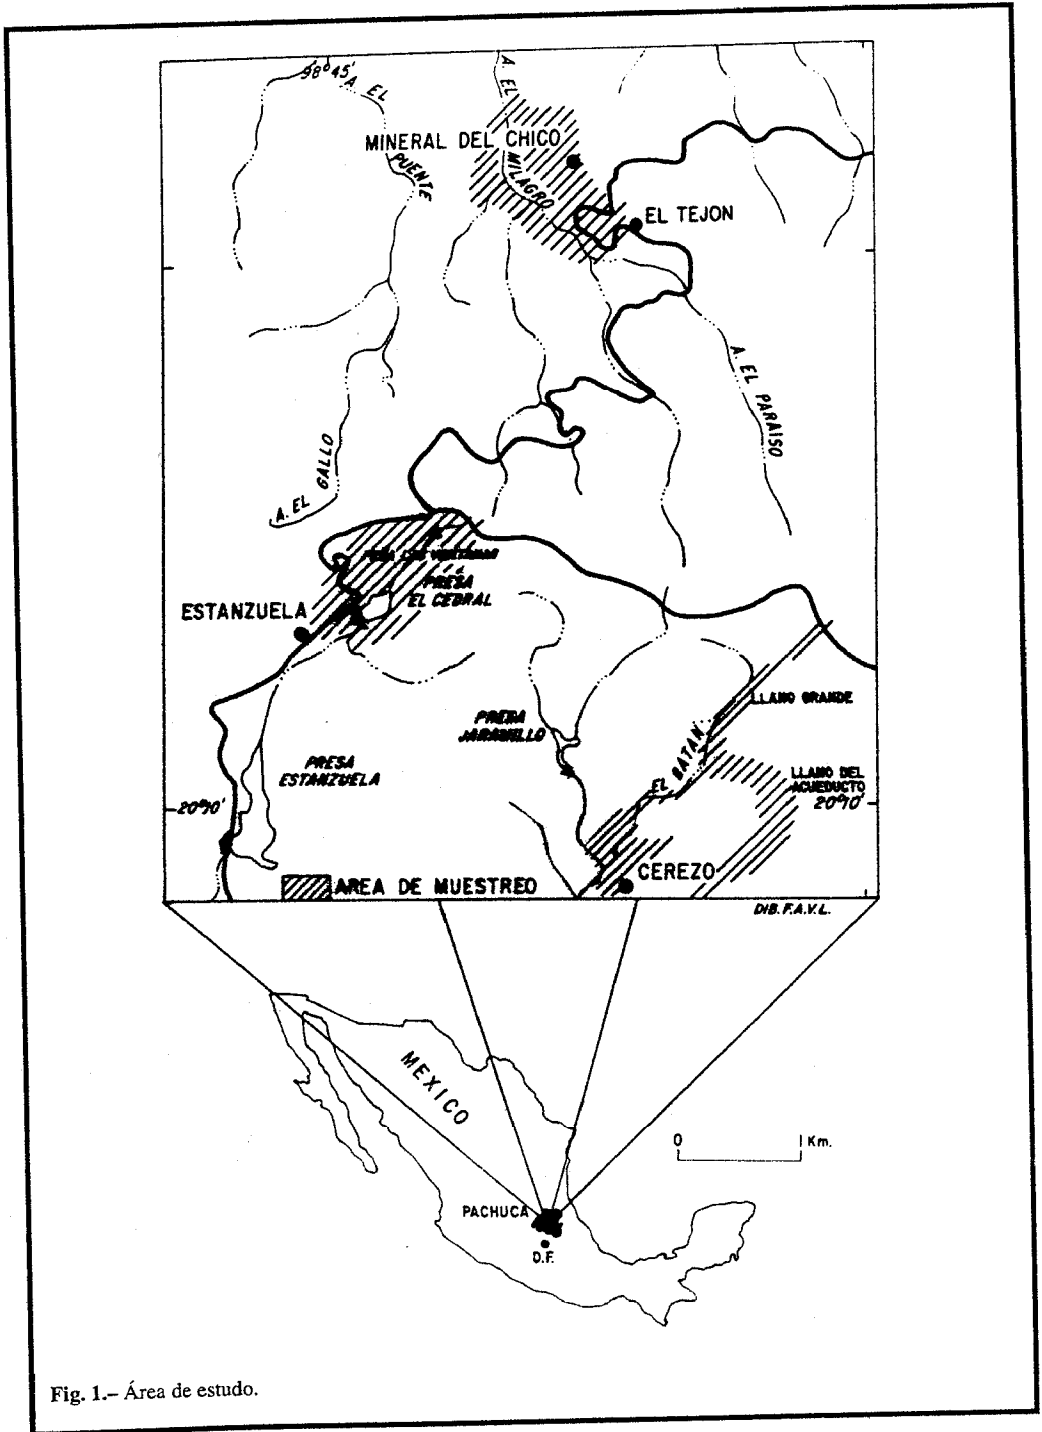 98°45'
A EL
PUENTE
A. EL
MILAGRO
MINERAL DEL CHICO
EL TEJON
A. EL PARAISO
A. EL GALLO
PRESA
EL CEBRAL
ESTANZUELA
LLANO GRANDE
PRESA
JARAMILLO
EL BATAN
PRESA
ESTANZUELA
LLANO DEL
ACUEDUCTO
20°10'
20°10'
CEREZO
AREA DE MUESTREO
DIB. F.A.V.L.
MEXICO
0 1 Km.
PACHUCA
D.F.
Fig. 1.– Área de estudo.